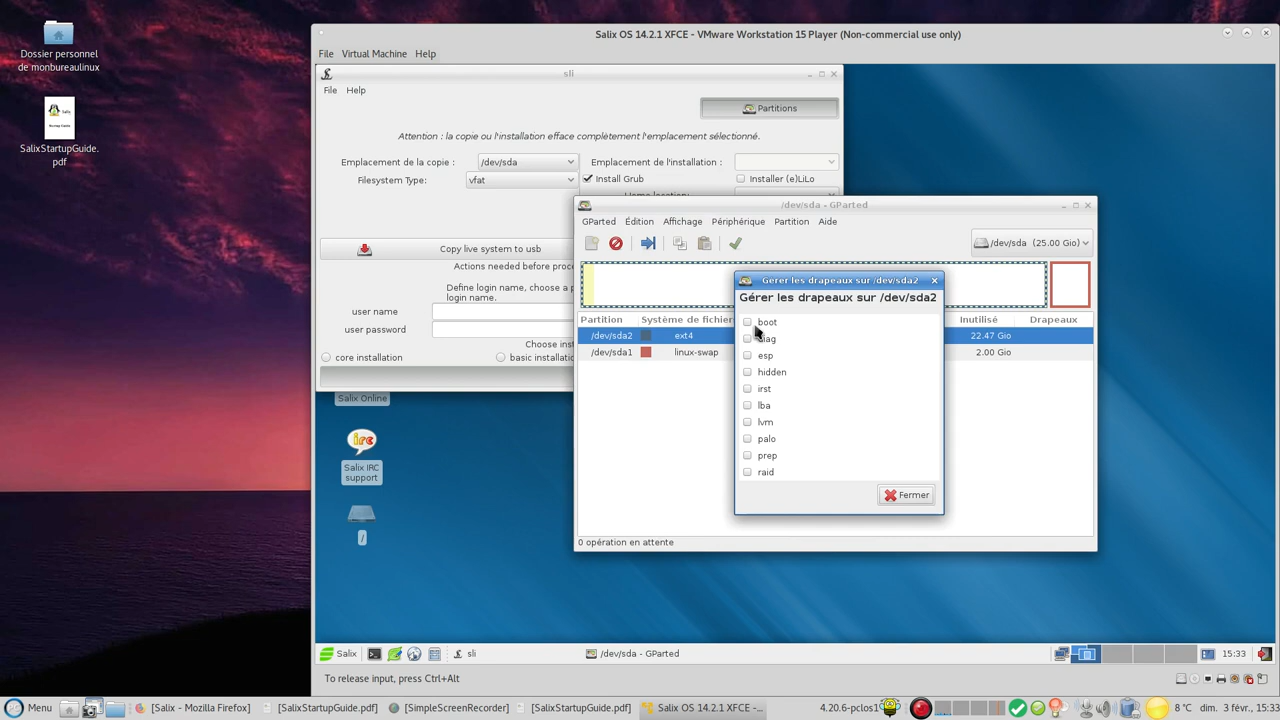 Dossier personnel
de monbureaulinux
Salix
Startup Guide
SalixStartupGuide.
pdf
Salix OS 14.2.1 XFCE - VMware Workstation 15 Player (Non-commercial use only)
File Virtual Machine Help
sli
File Help
Partitions
Attention : la copie ou l'installation efface complètement l'emplacement sélectionné.
Emplacement de la copie : /dev/sda Emplacement de l'installation :
Filesystem Type: vfat Install Grub Installer (e)LiLo
Copy live system to usb
Actions needed before proce
Define login name, choose a p
login name.
user name
user password
Choose inst
core installation basic installatio
/dev/sda - GParted
GParted Édition Affichage Périphérique Partition Aide
/dev/sda (25.00 Gio)
Partition Système de fichier Inutilisé Drapeaux
/dev/sda2 ext4 22.47 Gio
/dev/sda1 linux-swap 2.00 Gio
0 opération en attente
Gérer les drapeaux sur /dev/sda2
Gérer les drapeaux sur /dev/sda2
boot
diag
esp
hidden
irst
lba
lvm
palo
prep
raid
Fermer
Salix Online
irc
Salix IRC
support
/
Salix sli /dev/sda - GParted 15:33
To release input, press Ctrl+Alt
Menu [Salix - Mozilla Firefox] [SalixStartupGuide.pdf] [SimpleScreenRecorder] [SalixStartupGuide.pdf] Salix OS 14.2.1 XFCE -... 4.20.6-pclos1 8 °C dim. 3 févr., 15:33